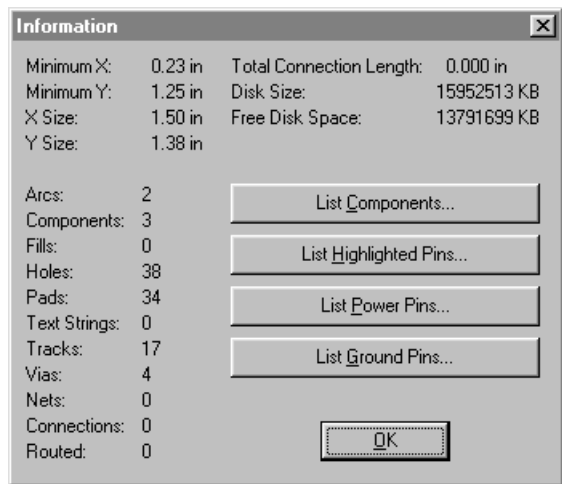 Information
Minimum X: 0.23 in Total Connection Length: 0.000 in
Minimum Y: 1.25 in Disk Size: 15952513 KB
X Size: 1.50 in Free Disk Space: 13791699 KB
Y Size: 1.38 in
Arcs: 2
Components: 3
Fills: 0
Holes: 38
Pads: 34
Text Strings: 0
Tracks: 17
Vias: 4
Nets: 0
Connections: 0
Routed: 0
List Components...
List Highlighted Pins...
List Power Pins...
List Ground Pins...
OK